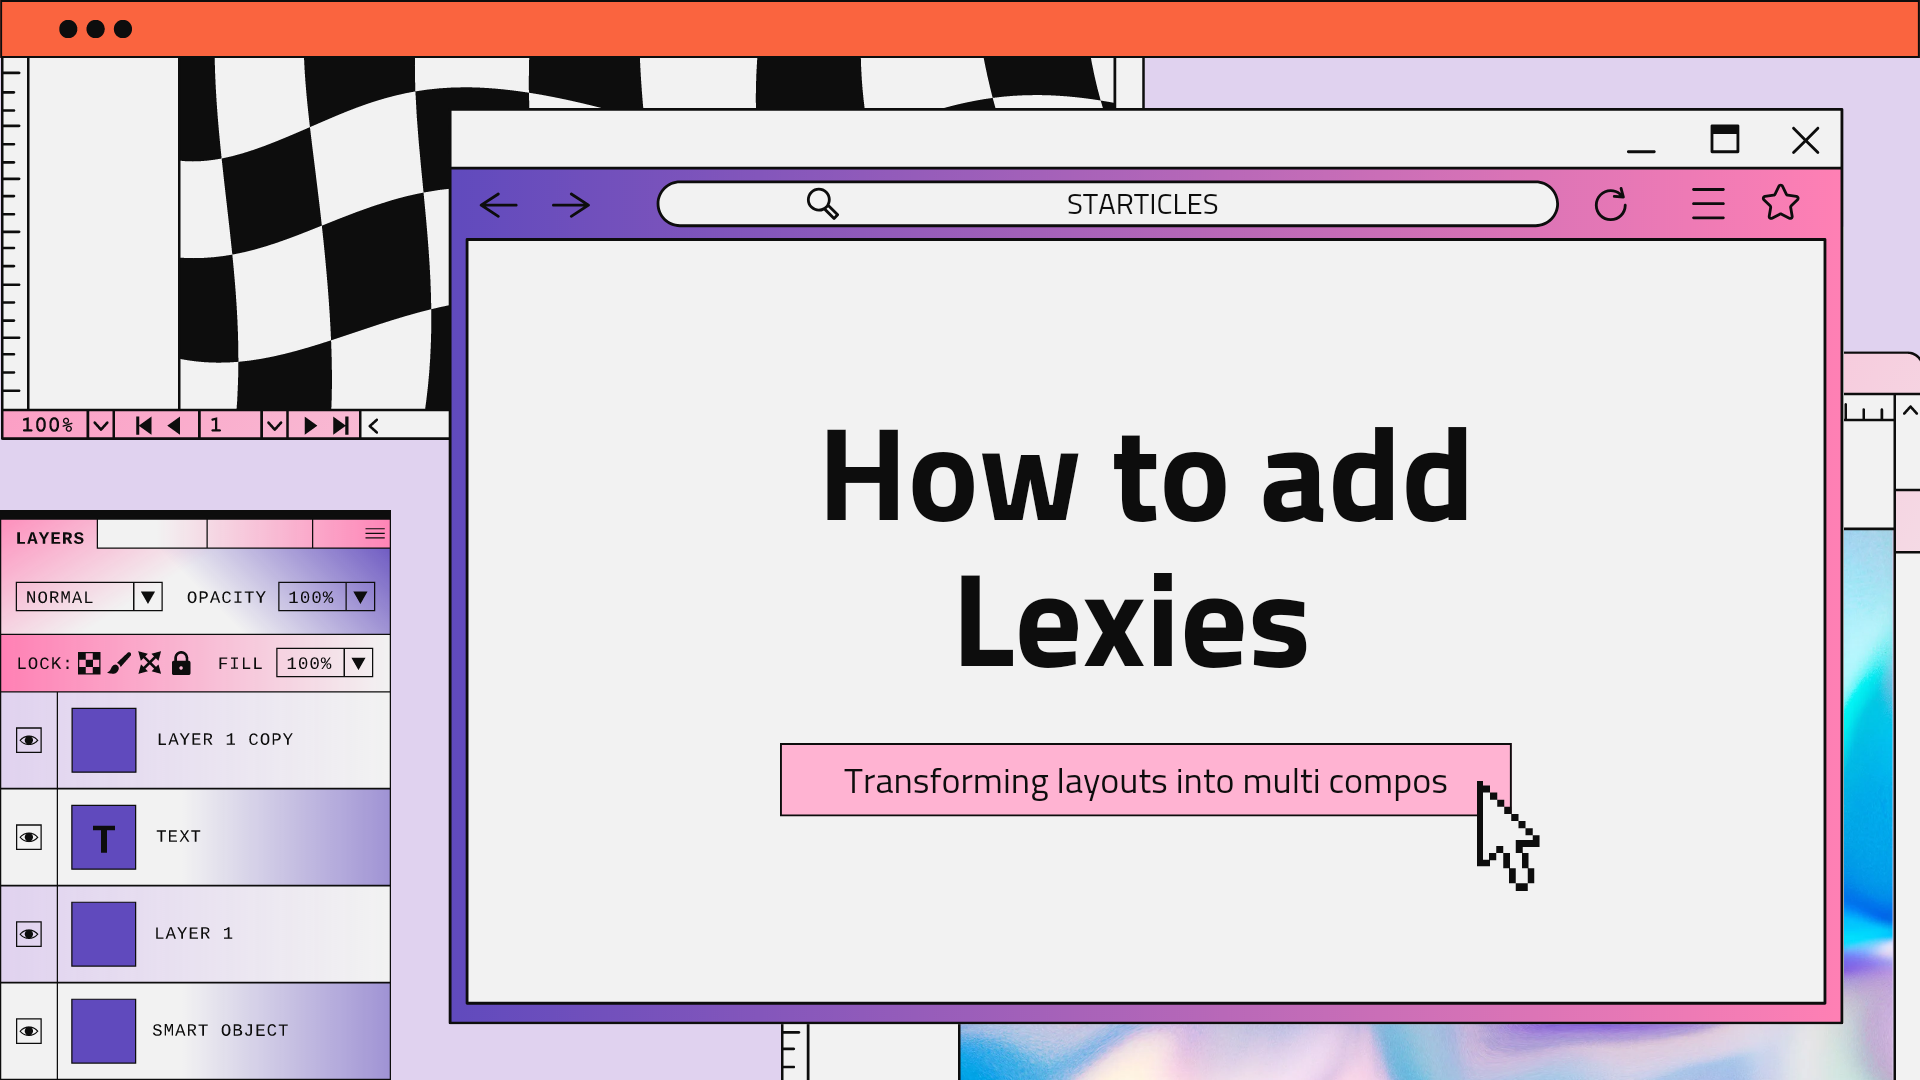 STARTICLES
How to add
Lexies
Transforming layouts into multi compos
100%
1
LAYERS
NORMAL
OPACITY
100%
LOCK:
FILL
100%
LAYER 1 COPY
T
TEXT
LAYER 1
SMART OBJECT